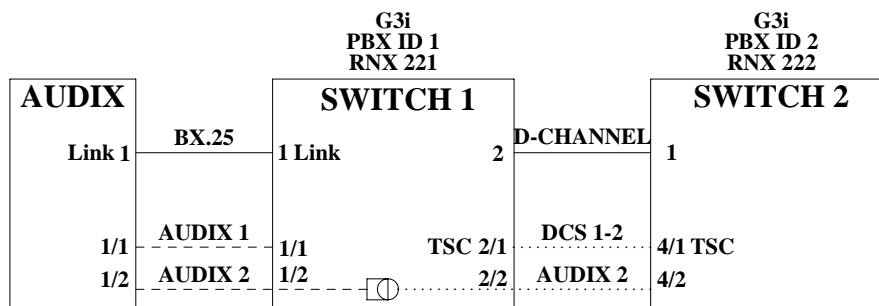 G3i G3i
PBX ID 1 PBX ID 2
RNX 221 RNX 222
AUDIX SWITCH 1 SWITCH 2
Link 1 BX.25 1 Link 2 D-CHANNEL 1
1/1 AUDIX 1 1/1 TSC 2/1 DCS 1-2 4/1 TSC
1/2 AUDIX 2 1/2 2/2 AUDIX 2 4/2